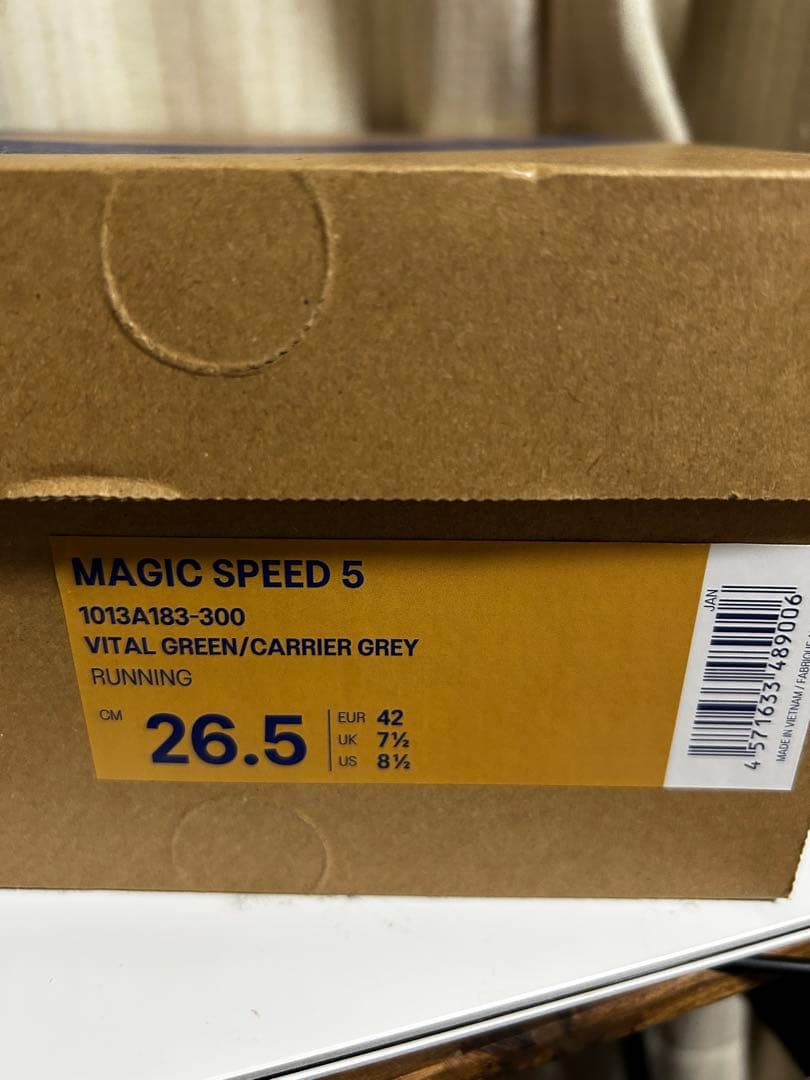 MAGIC SPEED 5
1013A183-300
VITAL GREEN/CARRIER GREY
RUNNING
CM 26.5
EUR 42
UK 7½
US 8½
JAN
4 571633 489006
MADE IN VIETNAM / FABRIQUÉ